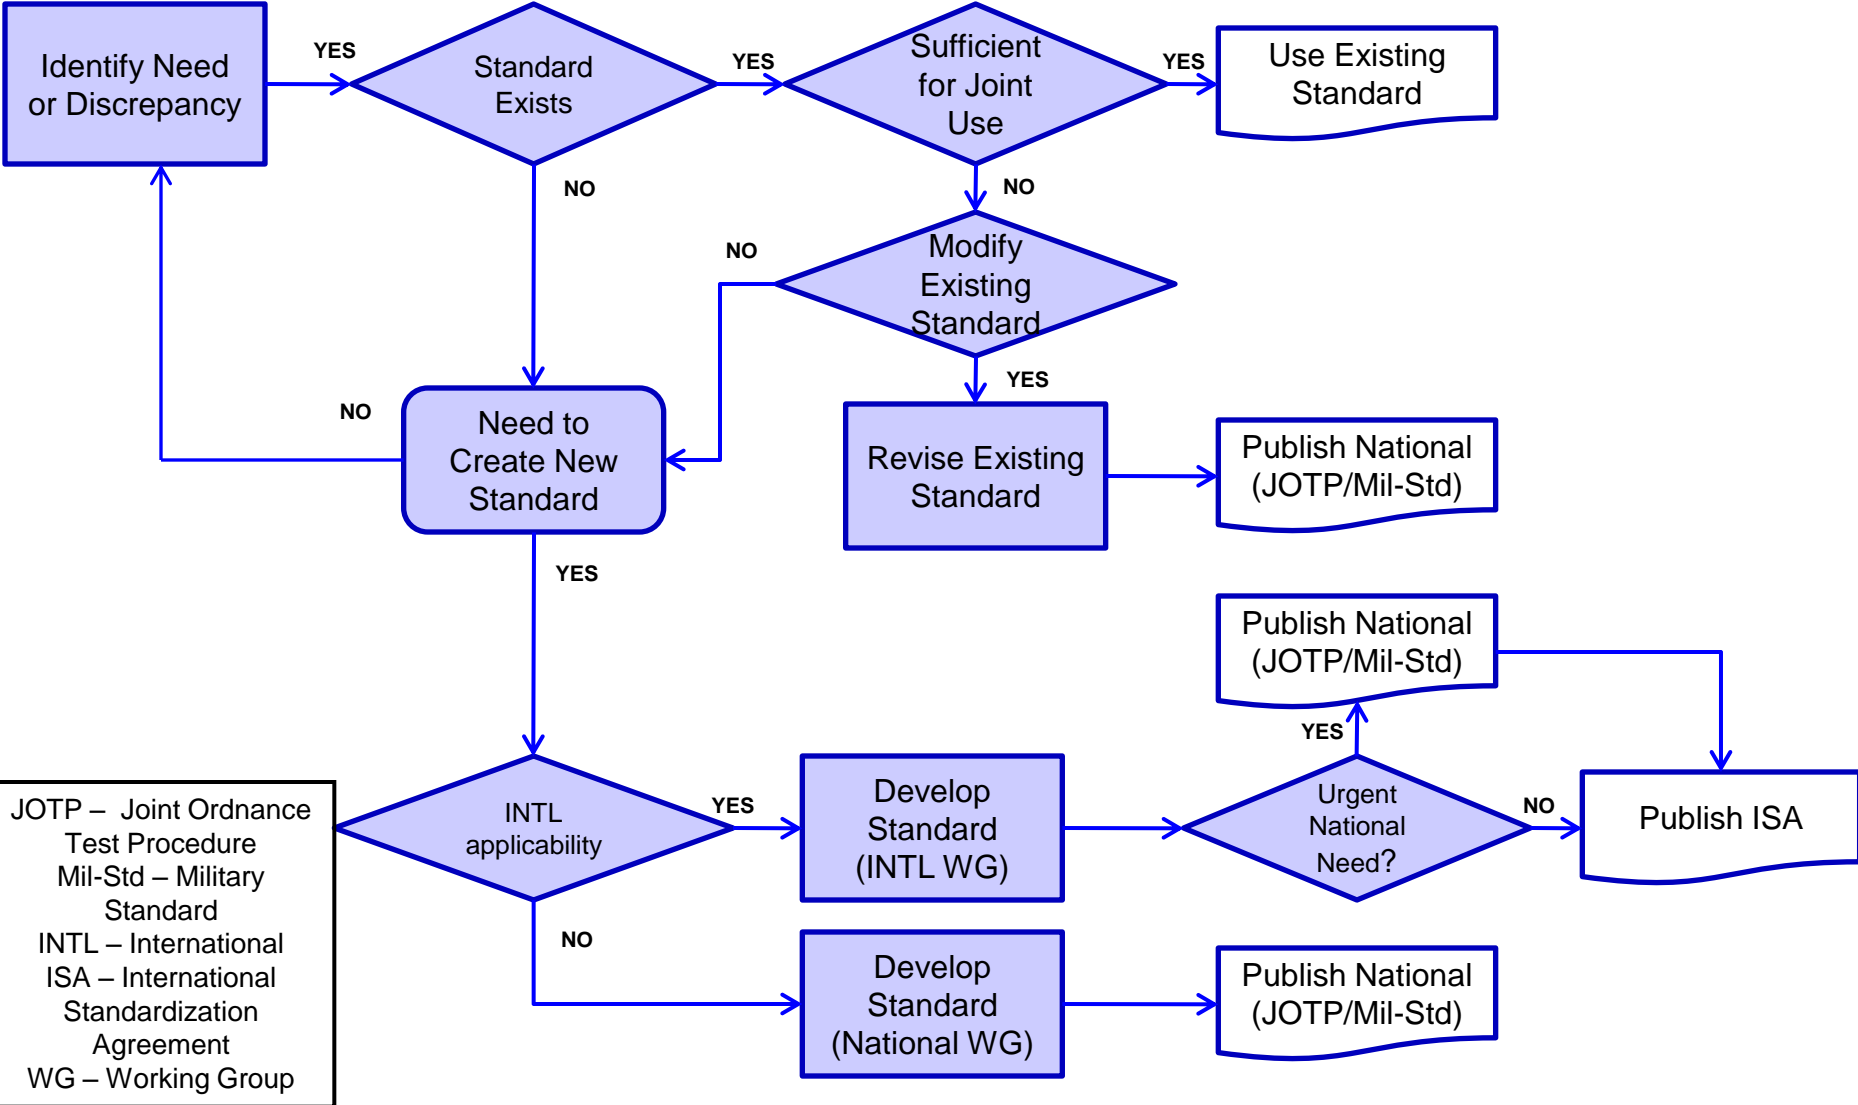 Identify Need
or Discrepancy
YES
Standard
Exists
YES
Sufficient
for Joint
Use
YES
Use Existing
Standard
NO
NO
Modify
Existing
Standard
NO
YES
NO
Need to
Create New
Standard
Revise Existing
Standard
Publish National
(JOTP/Mil-Std)
YES
Publish National
(JOTP/Mil-Std)
YES
INTL
applicability
YES
Develop
Standard
(INTL WG)
Urgent
National
Need?
NO
Publish ISA
NO
Develop
Standard
(National WG)
Publish National
(JOTP/Mil-Std)
JOTP – Joint Ordnance
Test Procedure
Mil-Std – Military
Standard
INTL – International
ISA – International
Standardization
Agreement
WG – Working Group